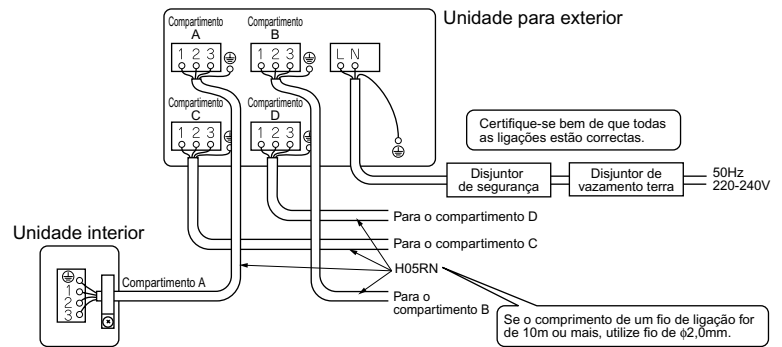 Unidade para exterior
Compartimento
A
1 2 3
Compartimento
B
1 2 3
L N
Compartimento
C
1 2 3
Compartimento
D
1 2 3
Certifique-se bem de que todas
as ligações estão correctas.
Disjuntor
de segurança
Disjuntor de
vazamento terra
50Hz
220-240V
Para o compartimento D
Para o compartimento C
H05RN
Para o
compartimento B
Unidade interior
Compartimento A
1
2
3
Se o comprimento de um fio de ligação for
de 10m ou mais, utilize fio de φ2,0mm.